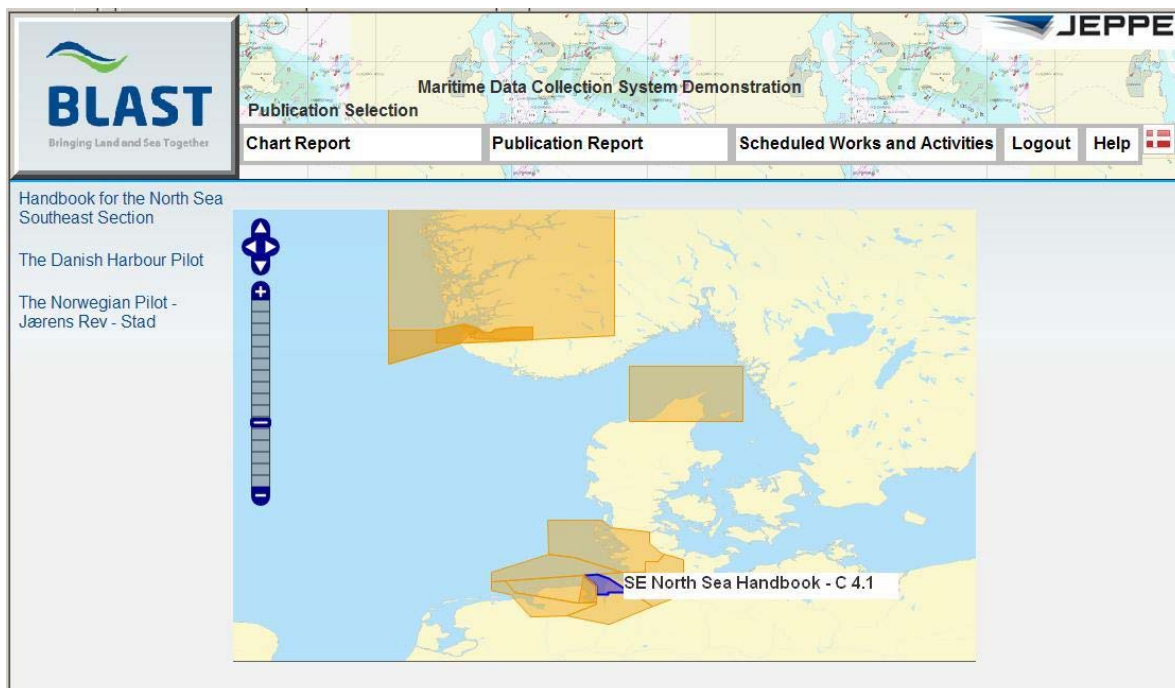 BLAST
Bringing Land and Sea Together
JEPPE
Maritime Data Collection System Demonstration
Publication Selection
Chart Report
Publication Report
Scheduled Works and Activities
Logout
Help
Handbook for the North Sea
Southeast Section
The Danish Harbour Pilot
The Norwegian Pilot -
Jærens Rev - Stad
SE North Sea Handbook - C 4.1